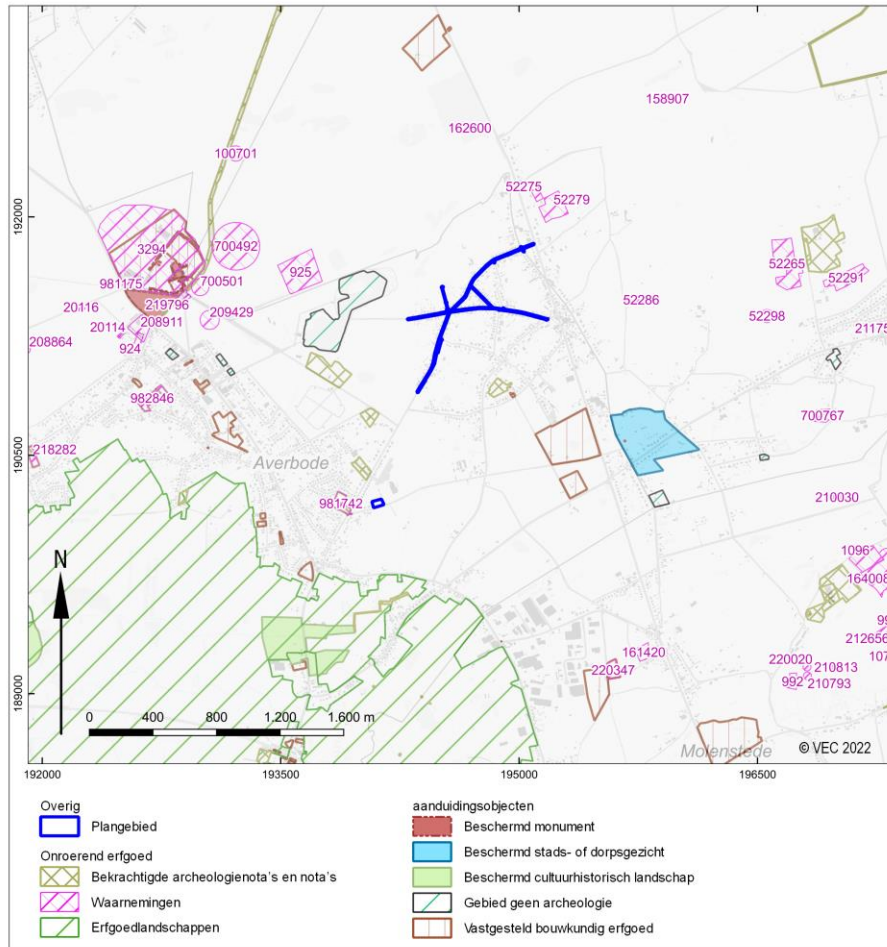 158907
162600
100701
52275
52279
192000
3294
700492
925
52265
52291
981175
700501
219796
20116
209429
52286
52298
20114
208911
21175
208864
924
982846
700767
218282
190500
Averbode
981742
210030
1096
N
164008
99
212656
161420
107
220347
220020
210813
992
210793
189000
0 400 800 1.200 1.600 m
Molenstede
© VEC 2022
192000 193500 195000 196500
Overig
Plangebied
Onroerend erfgoed
Bekrachtigde archeologienota's en nota's
Waarnemingen
Erfgoedlandschappen
aanduidingsobjecten
Beschermd monument
Beschermd stads- of dorpsgezicht
Beschermd cultuurhistorisch landschap
Gebied geen archeologie
Vastgesteld bouwkundig erfgoed